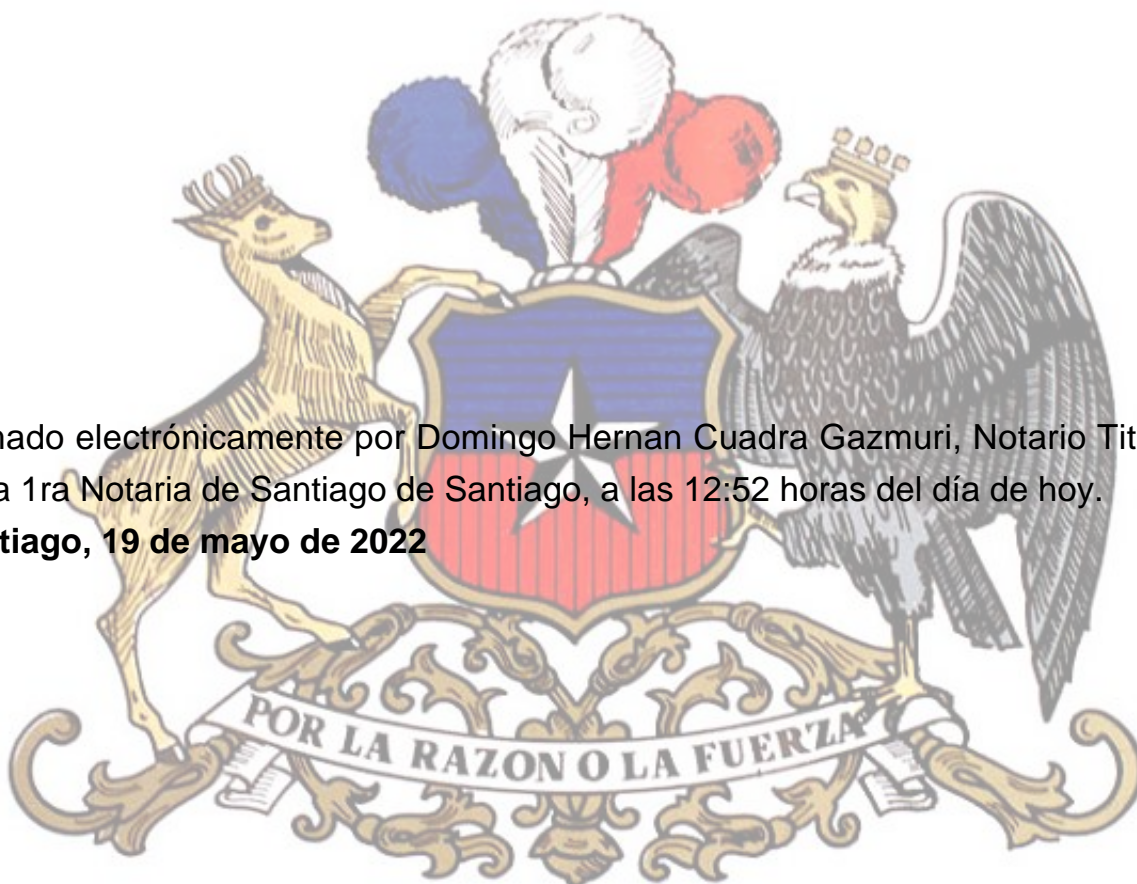 nado electrónicamente por Domingo Hernan Cuadra Gazmuri, Notario Tit
a 1ra Notaria de Santiago de Santiago, a las 12:52 horas del día de hoy.
tiago, 19 de mayo de 2022
POR LA RAZON O LA FUERZA